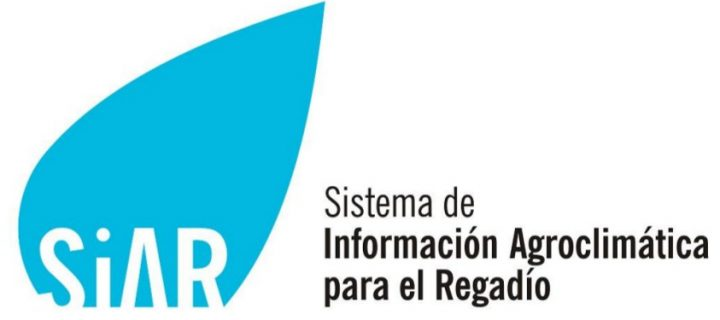 SiAR
Sistema de
Información Agroclimática
para el Regadío